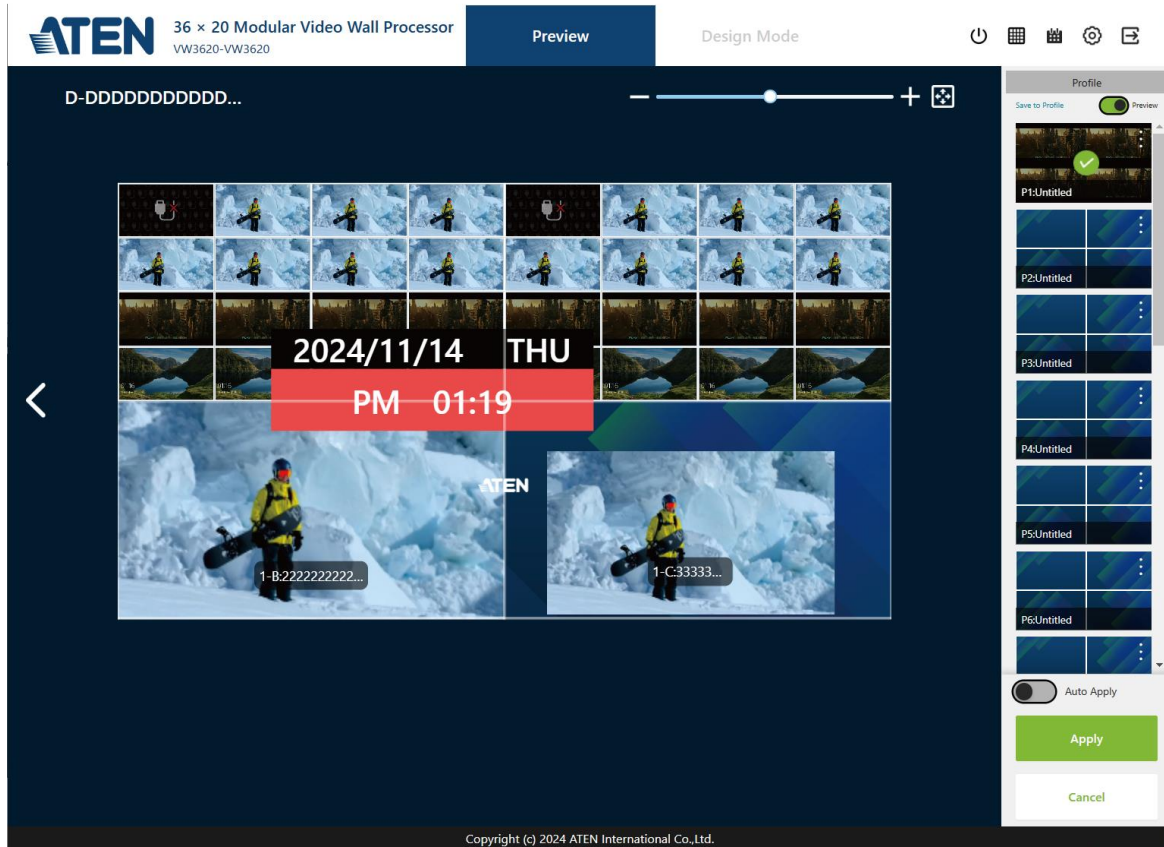 ATEN
36 × 20 Modular Video Wall Processor
VW3620-VW3620
Preview
Design Mode
D-DDDDDDDDDDD...
Profile
Save to Profile
Preview
P1:Untitled
P2:Untitled
P3:Untitled
P4:Untitled
P5:Untitled
P6:Untitled
2024/11/14 THU
PM 01:19
ATEN
1-B:2222222222...
1-C:33333...
Auto Apply
Apply
Cancel
Copyright (c) 2024 ATEN International Co.,Ltd.